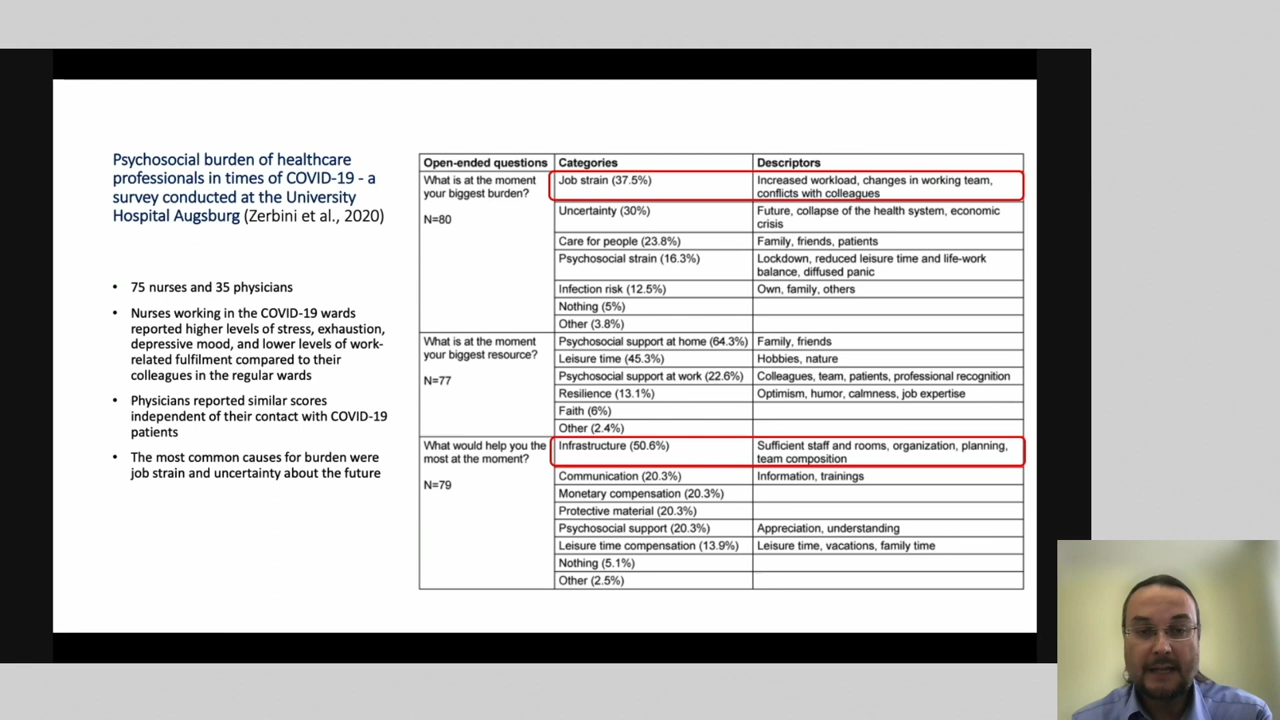 Psychosocial burden of healthcare
professionals in times of COVID-19 - a
survey conducted at the University
Hospital Augsburg (Zerbini et al., 2020)
• 75 nurses and 35 physicians
• Nurses working in the COVID-19 wards
reported higher levels of stress, exhaustion,
depressive mood, and lower levels of work-
related fulfilment compared to their
colleagues in the regular wards
• Physicians reported similar scores
independent of their contact with COVID-19
patients
• The most common causes for burden were
job strain and uncertainty about the future
Open-ended questions Categories Descriptors
What is at the moment
your biggest burden?
N=80
Job strain (37.5%) Increased workload, changes in working team,
conflicts with colleagues
Uncertainty (30%) Future, collapse of the health system, economic
crisis
Care for people (23.8%) Family, friends, patients
Psychosocial strain (16.3%) Lockdown, reduced leisure time and life-work
balance, diffused panic
Infection risk (12.5%) Own, family, others
Nothing (5%)
Other (3.8%)
What is at the moment
your biggest resource?
N=77
Psychosocial support at home (64.3%) Family, friends
Leisure time (45.3%) Hobbies, nature
Psychosocial support at work (22.6%) Colleagues, team, patients, professional recognition
Resilience (13.1%) Optimism, humor, calmness, job expertise
Faith (6%)
Other (2.4%)
What would help you the
most at the moment?
N=79
Infrastructure (50.6%) Sufficient staff and rooms, organization, planning,
team composition
Communication (20.3%) Information, trainings
Monetary compensation (20.3%)
Protective material (20.3%)
Psychosocial support (20.3%) Appreciation, understanding
Leisure time compensation (13.9%) Leisure time, vacations, family time
Nothing (5.1%)
Other (2.5%)